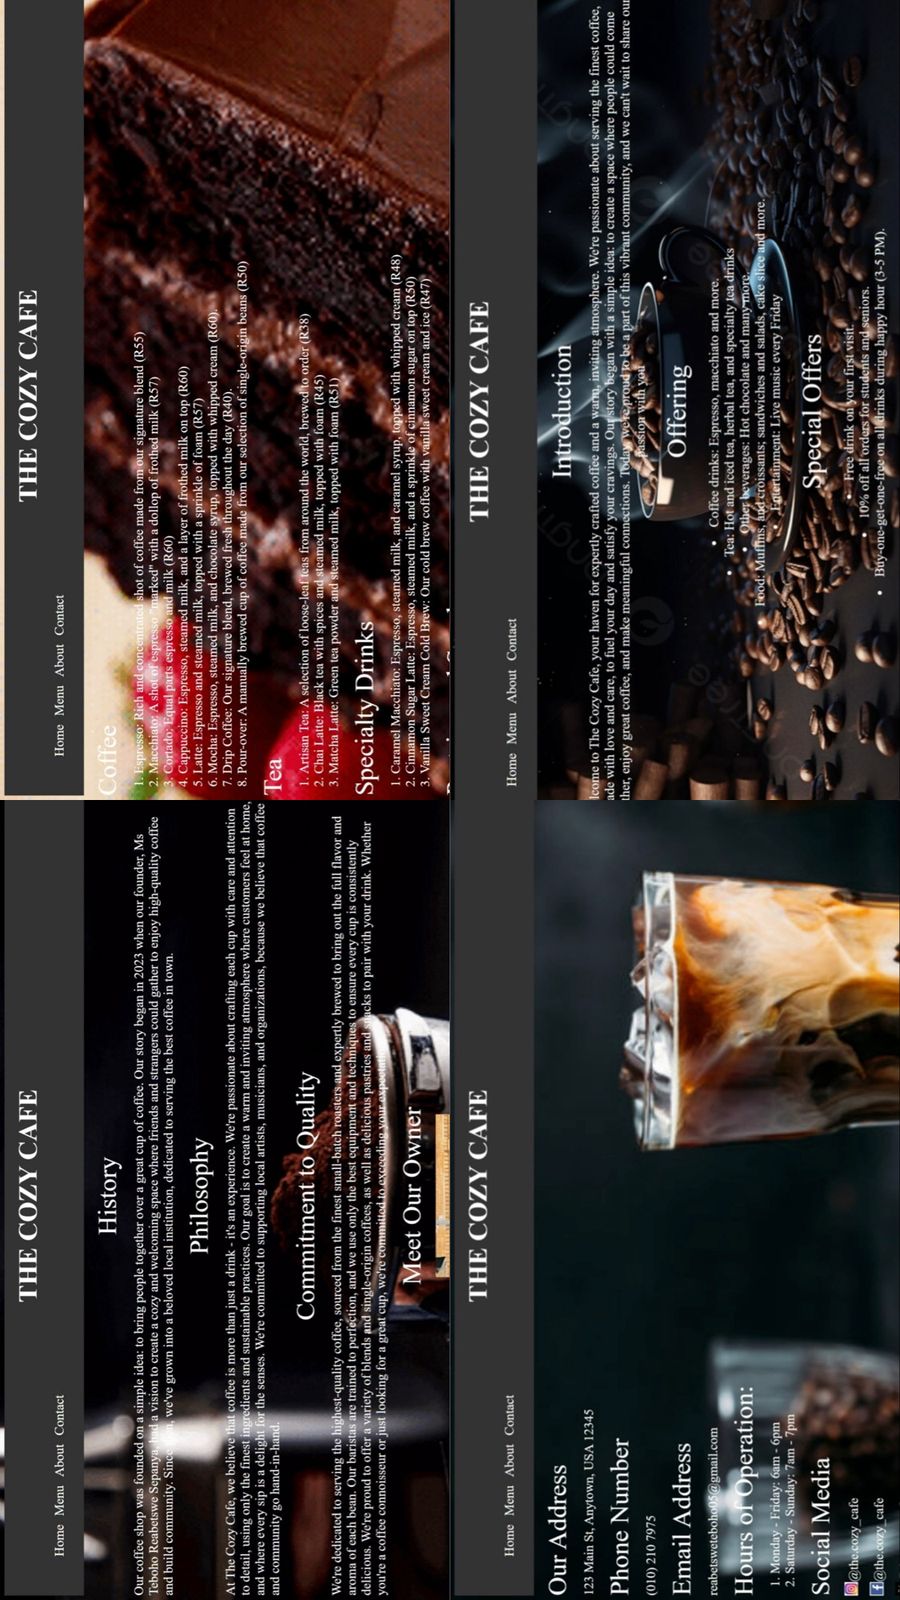 THE COZY CAFE
Home Menu About Contact
History
Our coffee shop was founded on a simple idea: to bring people together over a great cup of coffee. Our story began in 2023 when our founder, Ms
Teboho Reabetswe Sepanya, had a vision to create a cozy and welcoming space where friends and strangers could gather to enjoy high-quality coffee
and build community. Since then, we've grown into a beloved local institution, dedicated to serving the best coffee in town.
Philosophy
At The Cozy Cafe, we believe that coffee is more than just a drink - it's an experience. We're passionate about crafting each cup with care and attention
to detail, using only the finest ingredients and sustainable practices. Our goal is to create a warm and inviting atmosphere where customers feel at home,
and where every sip is a delight for the senses. We're committed to supporting local artists, musicians, and organizations, because we believe that coffee
and community go hand-in-hand.
Commitment to Quality
We're dedicated to serving the highest-quality coffee, sourced from the finest small-batch roasters and expertly brewed to bring out the full flavor and
aroma of each bean. Our baristas are trained to perfection, and we use only the best equipment and techniques to ensure every cup is consistently
delicious. We're proud to offer a variety of blends and single-origin coffees, as well as delicious pastries and snacks to pair with your drink. Whether
you're a coffee connoisseur or just looking for a great cup, we're committed to exceeding your expectations.
Meet Our Owner
THE COZY CAFE
Home Menu About Contact
Coffee
1. Espresso: Rich and concentrated shot of coffee made from our signature blend (R55)
2. Macchiato: A shot of espresso "marked" with a dollop of frothed milk (R57)
3. Cortado: Equal parts espresso and milk (R60)
4. Cappuccino: Espresso, steamed milk, and a layer of frothed milk on top (R60)
5. Latte: Espresso and steamed milk, topped with a sprinkle of foam (R57)
6. Mocha: Espresso, steamed milk, and chocolate syrup, topped with whipped cream (R60).
7. Drip Coffee: Our signature blend, brewed fresh throughout the day (R40).
8. Pour-over: A manually brewed cup of coffee made from our selection of single-origin beans (R50)
Tea
1. Artisan Tea: A selection of loose-leaf teas from around the world, brewed to order (R38)
2. Chai Latte: Black tea with spices and steamed milk, topped with foam (R45)
3. Matcha Latte: Green tea powder and steamed milk, topped with foam (R51)
Specialty Drinks
1. Caramel Macchiato: Espresso, steamed milk, and caramel syrup, topped with whipped cream (R48)
2. Cinnamon Sugar Latte: Espresso, steamed milk, and a sprinkle of cinnamon sugar on top (R50)
3. Vanilla Sweet Cream Cold Brew: Our cold brew coffee with vanilla sweet cream and ice (R47)
THE COZY CAFE
Home Menu About Contact
Our Address
123 Main St, Anytown, USA 12345
Phone Number
(010) 210 7975
Email Address
reabetsweteboho05@gmail.com
Hours of Operation:
1. Monday - Friday: 6am - 6pm
2. Saturday - Sunday: 7am - 7pm
Social Media
@the.cozy_cafe
@the cozy_cafe
THE COZY CAFE
Home Menu About Contact
Introduction
lcome to The Cozy Cafe, your haven for expertly crafted coffee and a warm, inviting atmosphere. We're passionate about serving the finest coffee,
ade with love and care, to fuel your day and satisfy your cravings. Our story began with a simple idea: to create a space where people could come
ther, enjoy great coffee, and make meaningful connections. Today, we're proud to be a part of this vibrant community, and we can't wait to share our
passion with you
Offering
• Coffee drinks: Espresso, macchiato and more.
• Tea: Hot and iced tea, herbal tea, and specialty tea drinks
• Other beverages: Hot chocolate and many more.
Food: Muffins and croissants; sandwiches and salads, cake slice and more.
• Entertainment: Live music every Friday
Special Offers
• Free drink on your first visit.
• 10% off all orders for students and seniors.
• Buy-one-get-one-free on all drinks during happy hour (3-5 PM).